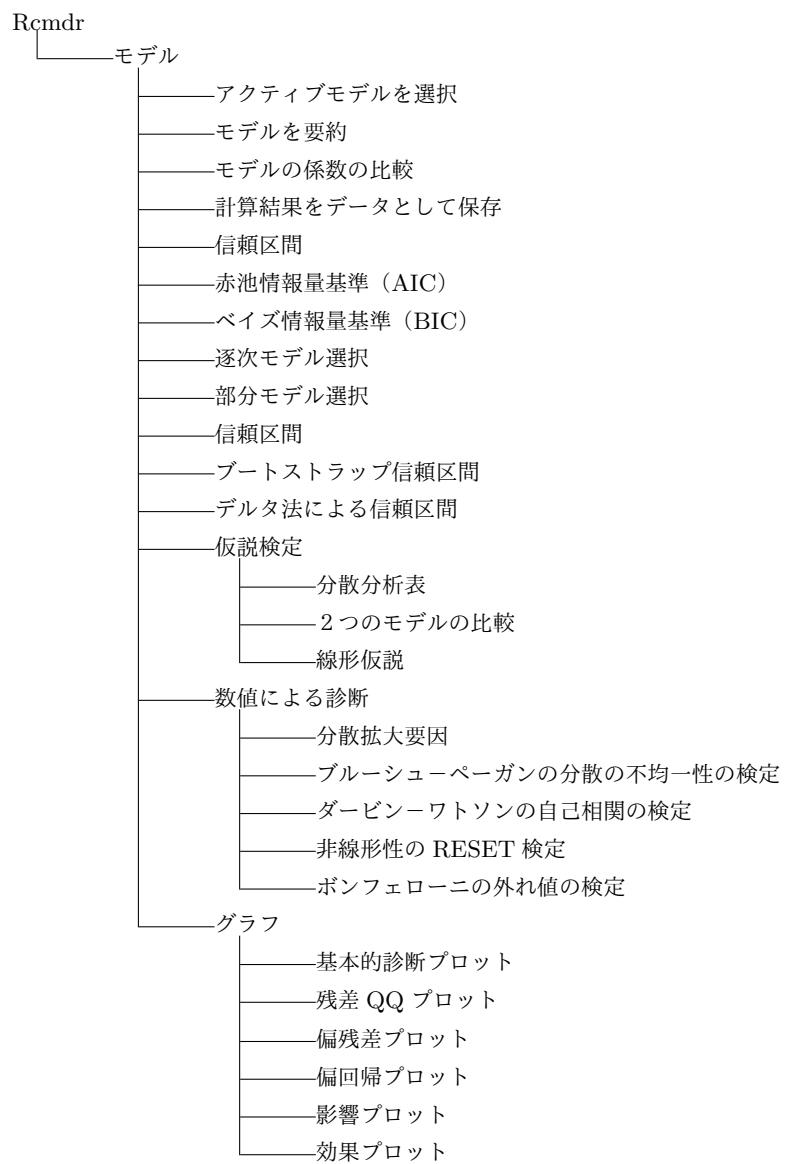 Rcmdr
モデル
アクティブモデルを選択
モデルを要約
モデルの係数の比較
計算結果をデータとして保存
信頼区間
赤池情報量基準（AIC）
ベイズ情報量基準（BIC）
逐次モデル選択
部分モデル選択
信頼区間
ブートストラップ信頼区間
デルタ法による信頼区間
仮説検定
分散分析表
２つのモデルの比較
線形仮説
数値による診断
分散拡大要因
ブルーシュ－ペーガンの分散の不均一性の検定
ダービン－ワトソンの自己相関の検定
非線形性の RESET 検定
ボンフェローニの外れ値の検定
グラフ
基本的診断プロット
残差 QQ プロット
偏残差プロット
偏回帰プロット
影響プロット
効果プロット